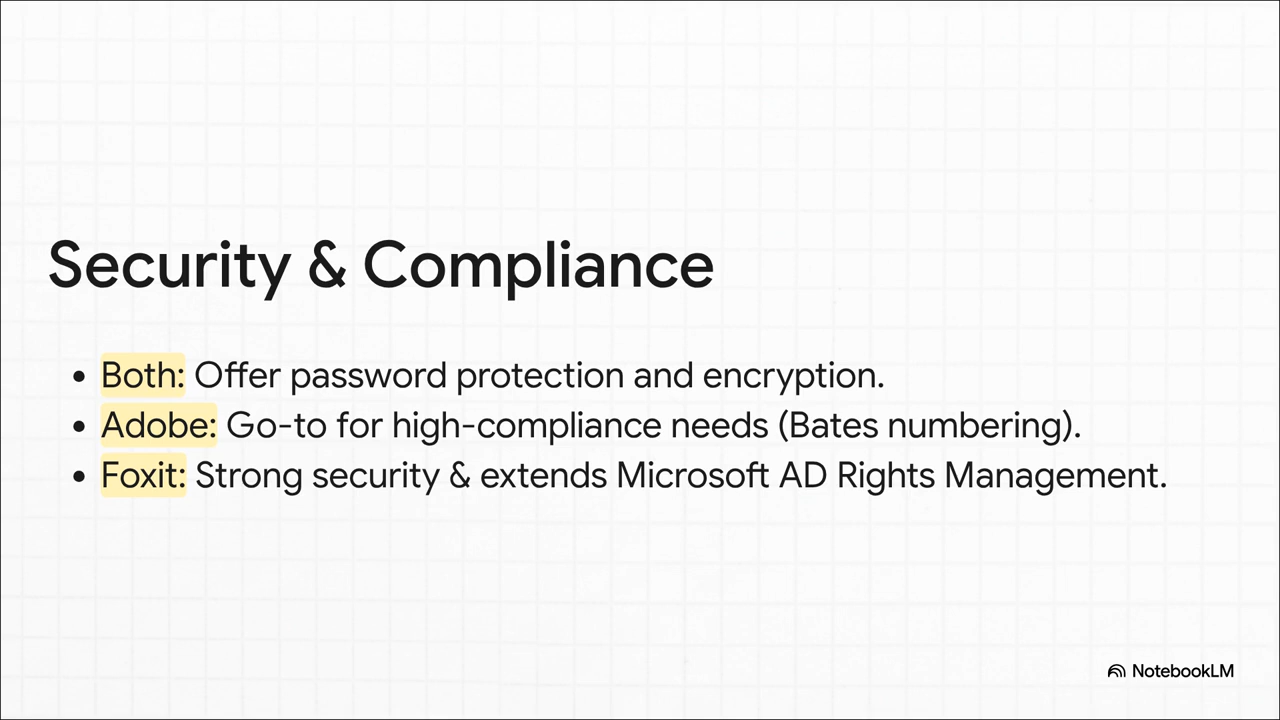 Security & Compliance
• Both: Offer password protection and encryption.
• Adobe: Go-to for high-compliance needs (Bates numbering).
• Foxit: Strong security & extends Microsoft AD Rights Management.
NotebookLM